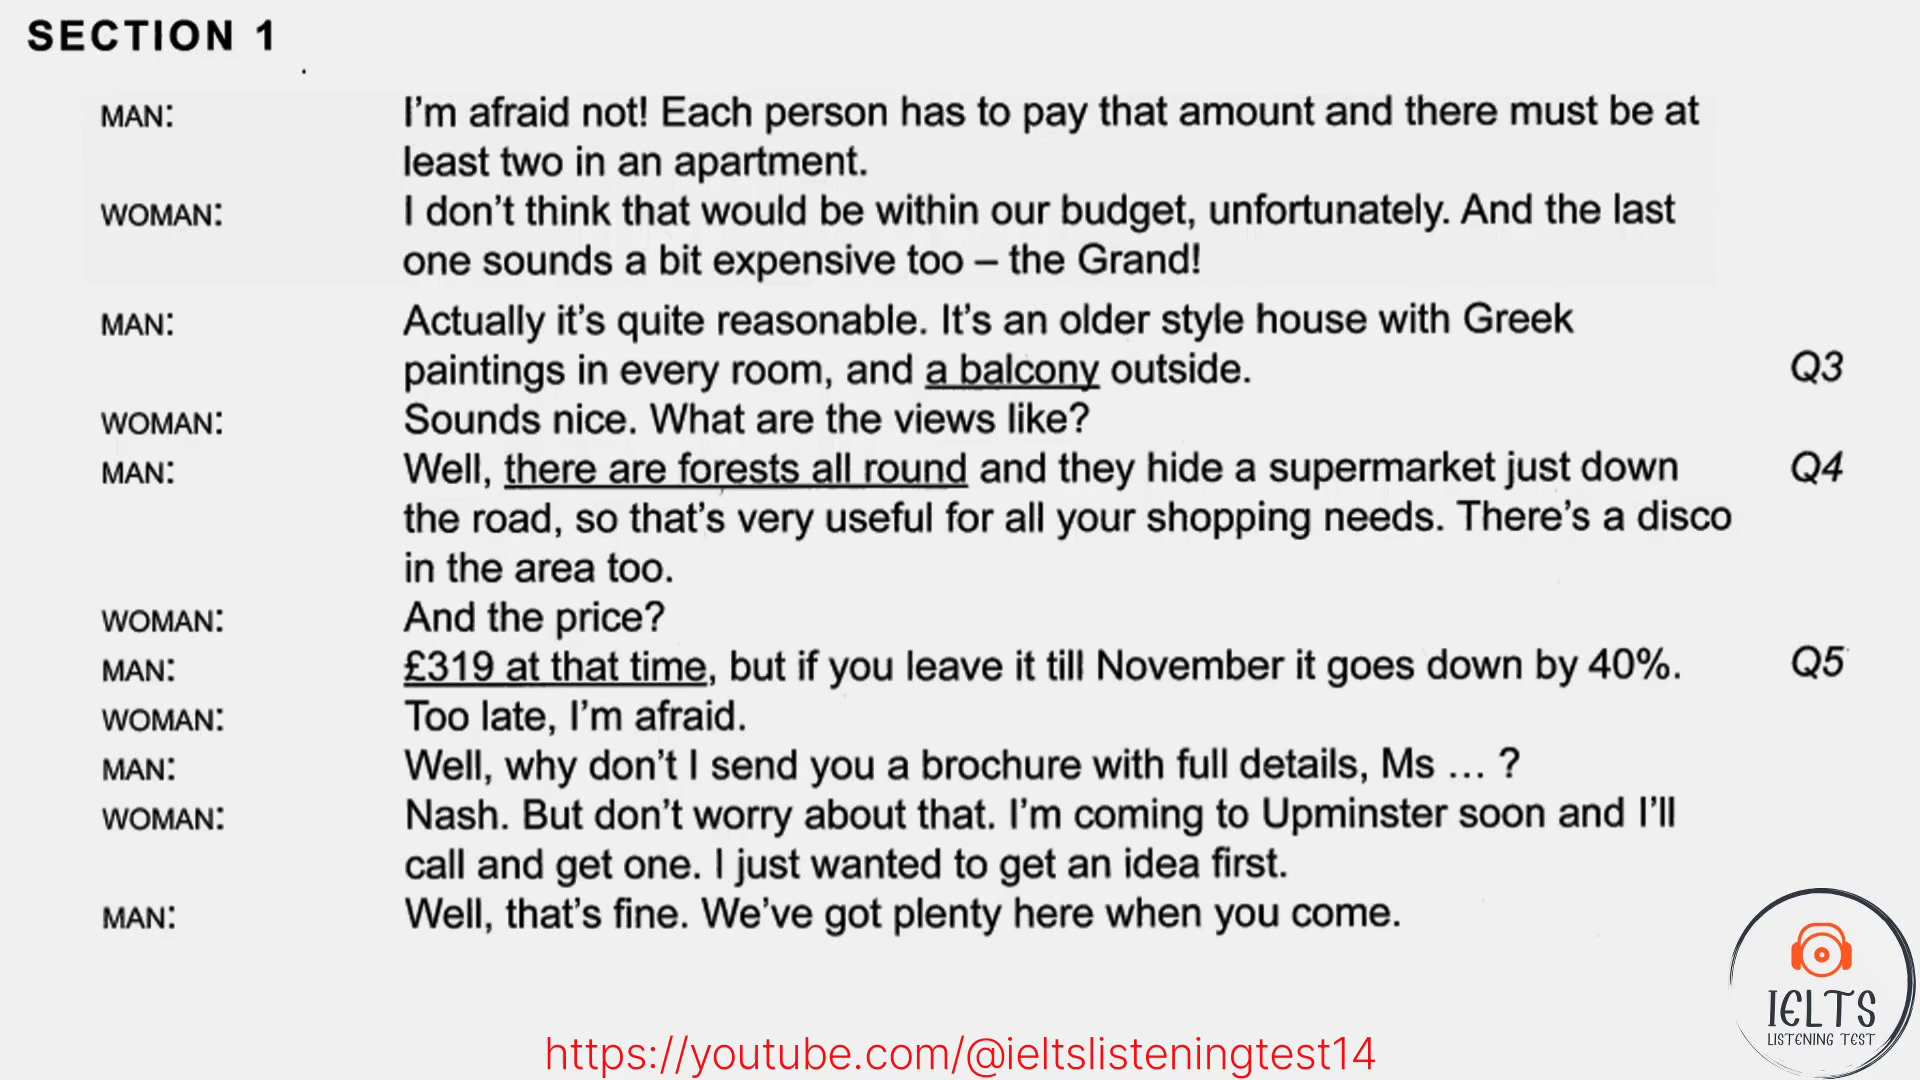 SECTION 1
MAN: I'm afraid not! Each person has to pay that amount and there must be at
least two in an apartment.
WOMAN: I don't think that would be within our budget, unfortunately. And the last
one sounds a bit expensive too – the Grand!
MAN: Actually it's quite reasonable. It's an older style house with Greek
paintings in every room, and a balcony outside. Q3
WOMAN: Sounds nice. What are the views like?
MAN: Well, there are forests all round and they hide a supermarket just down Q4
the road, so that's very useful for all your shopping needs. There's a disco
in the area too.
WOMAN: And the price?
MAN: £319 at that time, but if you leave it till November it goes down by 40%. Q5
WOMAN: Too late, I'm afraid.
MAN: Well, why don't I send you a brochure with full details, Ms … ?
WOMAN: Nash. But don't worry about that. I'm coming to Upminster soon and I'll
call and get one. I just wanted to get an idea first.
MAN: Well, that's fine. We've got plenty here when you come.
IELTS
LISTENING TEST
https://youtube.com/@ieltslisteningtest14